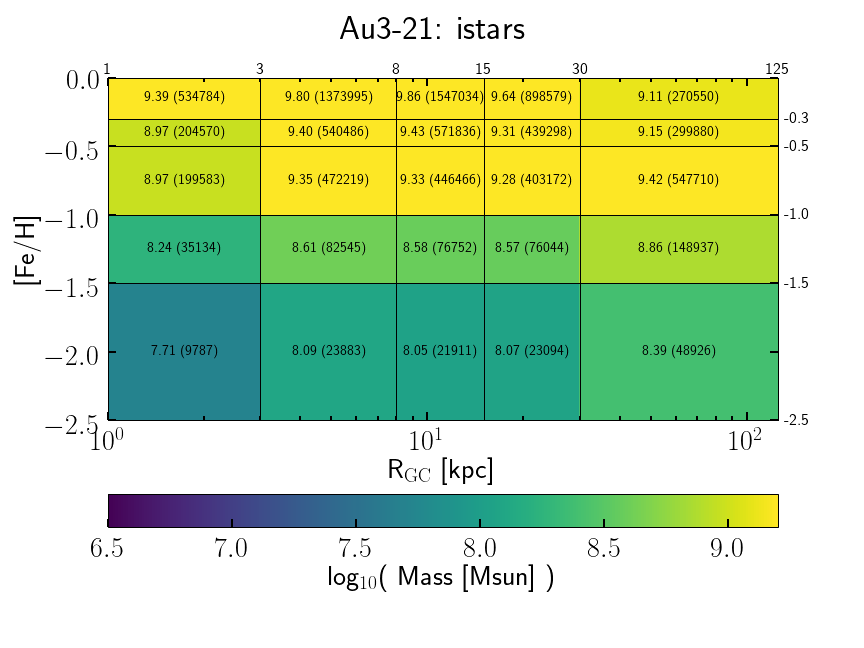 Au3-21: istars
1 3 8 15 30 125
0.0
9.39 (534784) 9.80 (1373995) 9.86 (1547034) 9.64 (898579) 9.11 (270550)
-0.3
8.97 (204570) 9.40 (540486) 9.43 (571836) 9.31 (439298) 9.15 (299880)
−0.5 -0.5
8.97 (199583) 9.35 (472219) 9.33 (446466) 9.28 (403172) 9.42 (547710)
−1.0 -1.0
8.24 (35134) 8.61 (82545) 8.58 (76752) 8.57 (76044) 8.86 (148937)
[Fe/H]
−1.5 -1.5
−2.0 7.71 (9787) 8.09 (23883) 8.05 (21911) 8.07 (23094) 8.39 (48926)
−2.5 -2.5
10^0 10^1 10^2
R_GC [kpc]
6.5 7.0 7.5 8.0 8.5 9.0
log_10( Mass [Msun] )